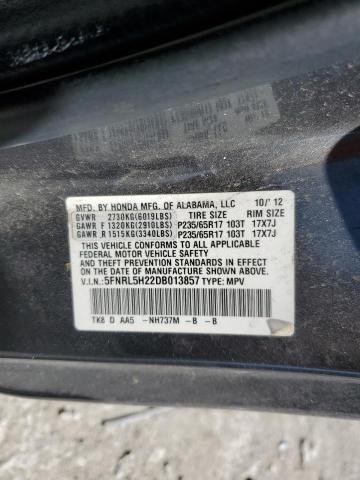 MFD. BY HONDA MFG. OF ALABAMA, LLC 10/'12
GVWR 2730KG(6019LBS) TIRE SIZE RIM SIZE
GAWR F 1320KG(2910LBS) P235/65R17 103T 17X7J
GAWR R 1515KG(3340LBS) P235/65R17 103T 17X7J
THIS VEHICLE CONFORMS TO ALL APPLICABLE
FEDERAL MOTOR VEHICLE SAFETY, BUMPER,
AND THEFT PREVENTION STANDARDS IN EFFECT ON THE
DATE OF MANUFACTURE SHOWN ABOVE.
V.I.N.: 5FNRL5H22DB013857 TYPE: MPV
TK8 D AA5 -NH737M -B -B